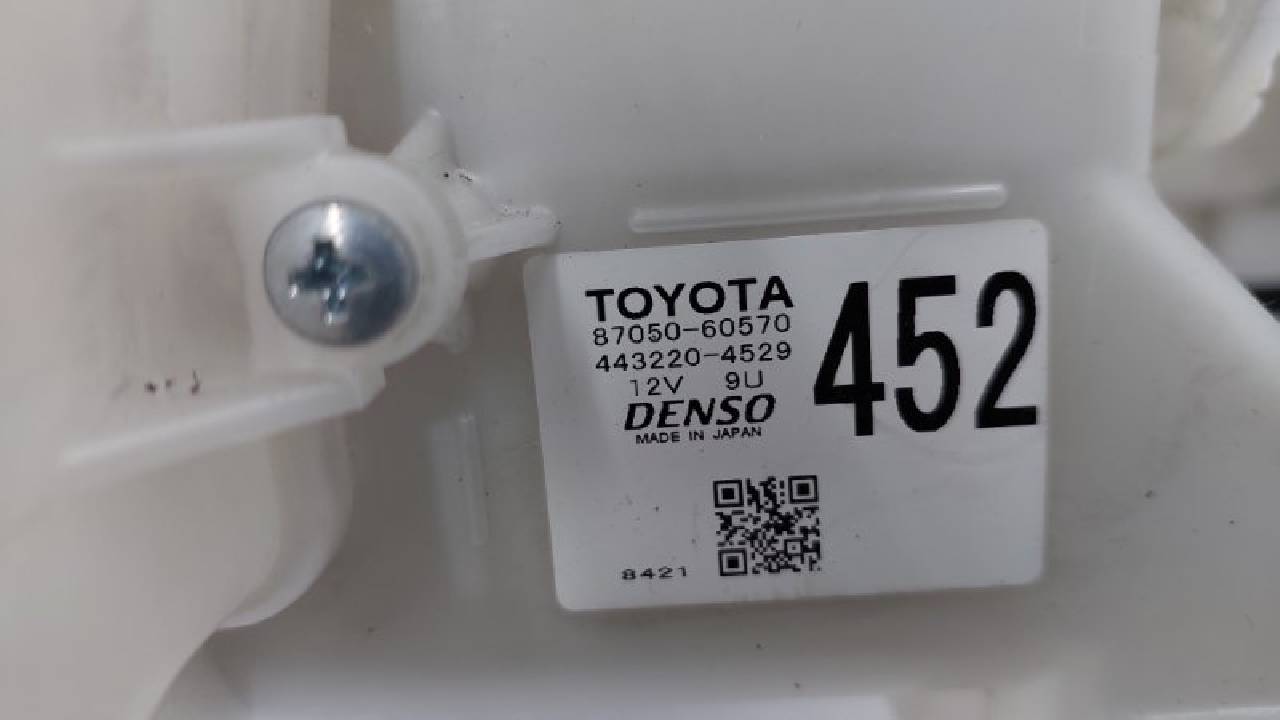 TOYOTA
87050-60570
443220-4529
12V 9U
DENSO
MADE IN JAPAN
452
8421